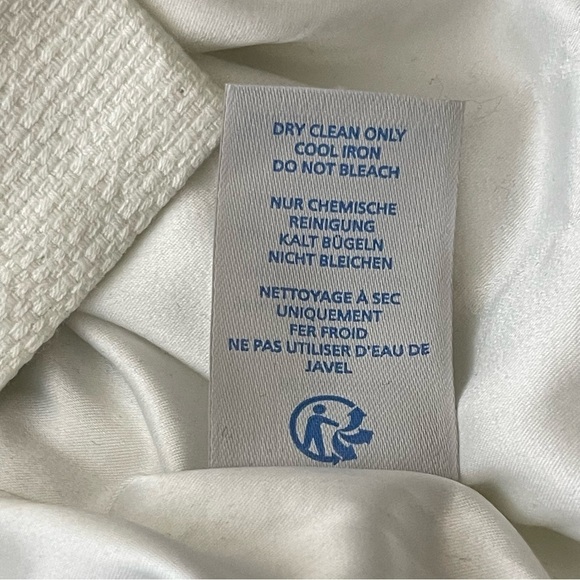 DRY CLEAN ONLY
COOL IRON
DO NOT BLEACH
NUR CHEMISCHE
REINIGUNG
KALT BÜGELN
NICHT BLEICHEN
NETTOYAGE À SEC
UNIQUEMENT
FER FROID
NE PAS UTILISER D'EAU DE
JAVEL